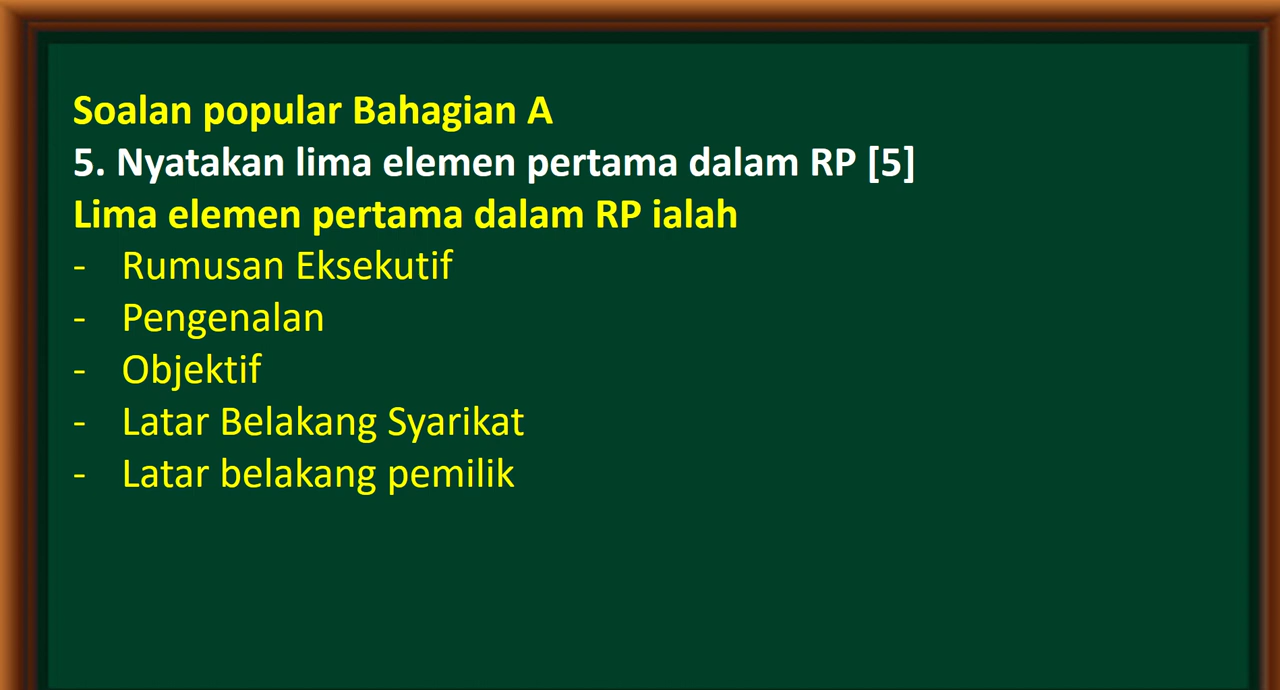 Soalan popular Bahagian A
5. Nyatakan lima elemen pertama dalam RP [5]
Lima elemen pertama dalam RP ialah
- Rumusan Eksekutif
- Pengenalan
- Objektif
- Latar Belakang Syarikat
- Latar belakang pemilik